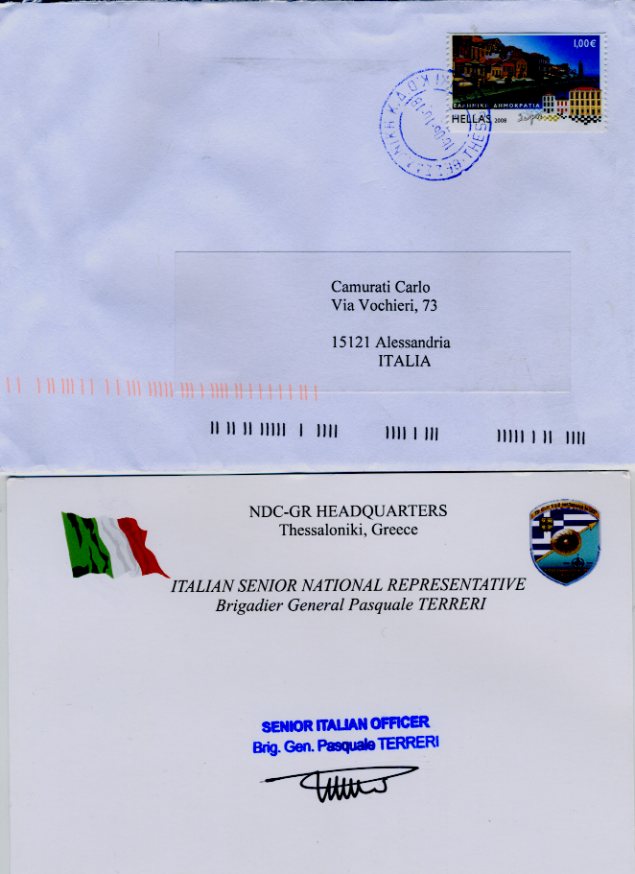 1,00€
ΕΛΛΗΝΙΚΗ ΔΗΜΟΚΡΑΤΙΑ
HELLAS 2008
Camurati Carlo
Via Vochieri, 73
15121 Alessandria
ITALIA
NDC-GR HEADQUARTERS
Thessaloniki, Greece
ITALIAN SENIOR NATIONAL REPRESENTATIVE
Brigadier General Pasquale TERRERI
SENIOR ITALIAN OFFICER
Brig. Gen. Pasquale TERRERI